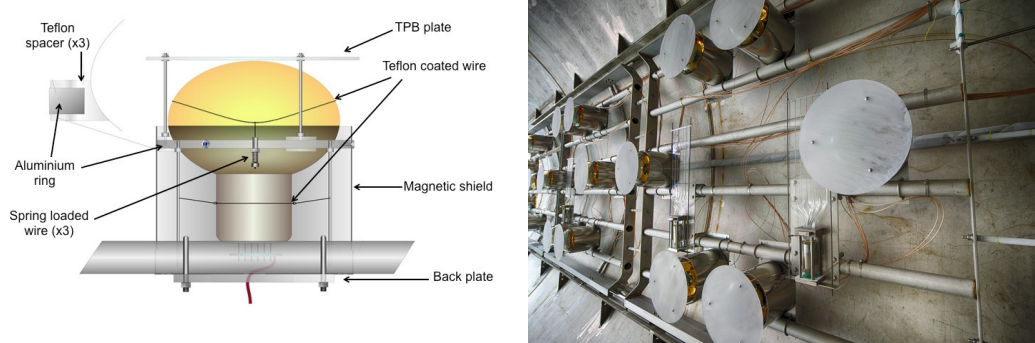 Teflon
spacer (x3)
TPB plate
Teflon coated wire
Aluminium
ring
Magnetic shield
Spring loaded
wire (x3)
Back plate